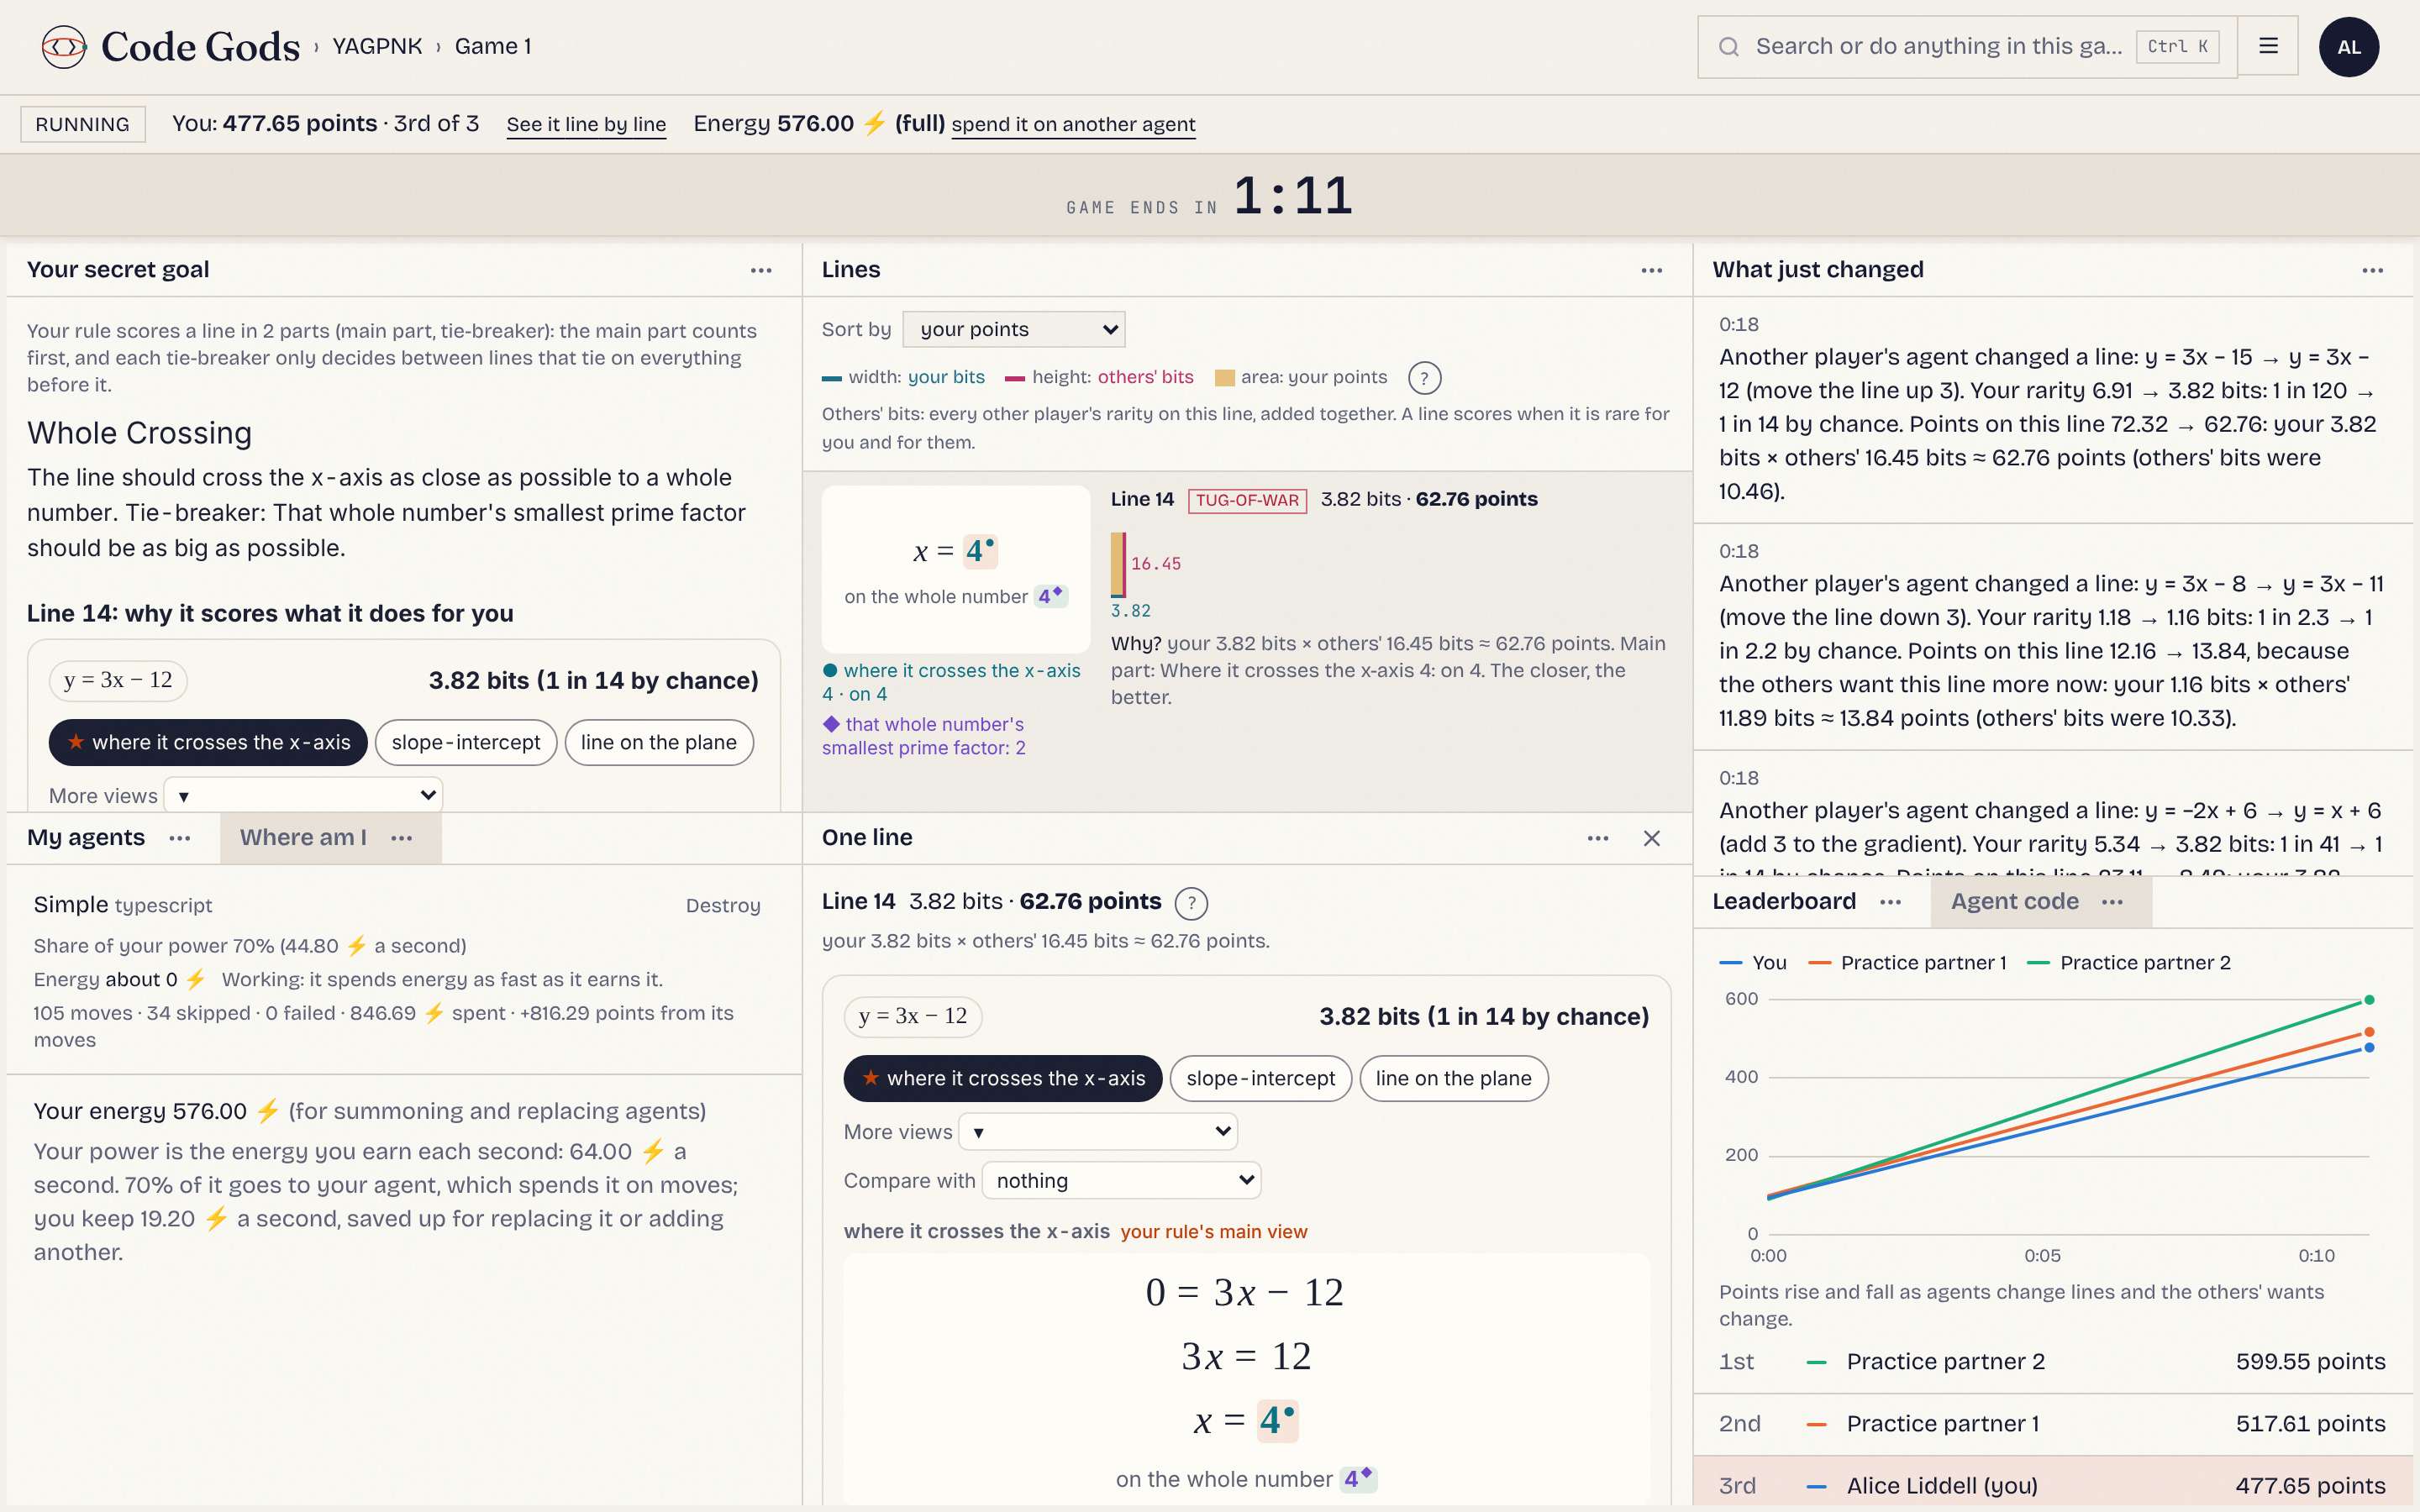 Code Gods › YAGPNK › Game 1
Search or do anything in this ga... Ctrl K
AL
RUNNING You: 477.65 points · 3rd of 3 See it line by line Energy 576.00 ⚡ (full) spend it on another agent
GAME ENDS IN 1:11
Your secret goal
Your rule scores a line in 2 parts (main part, tie-breaker): the main part counts
first, and each tie-breaker only decides between lines that tie on everything
before it.
Whole Crossing
The line should cross the x-axis as close as possible to a whole
number. Tie-breaker: That whole number's smallest prime factor
should be as big as possible.
Line 14: why it scores what it does for you
y = 3x − 12 3.82 bits (1 in 14 by chance)
★ where it crosses the x-axis slope-intercept line on the plane
More views ▾
My agents ··· Where am I ···
Simple typescript Destroy
Share of your power 70% (44.80 ⚡ a second)
Energy about 0 ⚡ Working: it spends energy as fast as it earns it.
105 moves · 34 skipped · 0 failed · 846.69 ⚡ spent · +816.29 points from its
moves
Your energy 576.00 ⚡ (for summoning and replacing agents)
Your power is the energy you earn each second: 64.00 ⚡ a
second. 70% of it goes to your agent, which spends it on moves;
you keep 19.20 ⚡ a second, saved up for replacing it or adding
another.
Lines
Sort by your points
width: your bits height: others' bits area: your points ?
Others' bits: every other player's rarity on this line, added together. A line scores when it is rare for
you and for them.
x = 4
on the whole number 4
where it crosses the x-axis
4 · on 4
that whole number's
smallest prime factor: 2
Line 14 TUG-OF-WAR 3.82 bits · 62.76 points
16.45
3.82
Why? your 3.82 bits × others' 16.45 bits ≈ 62.76 points. Main
part: Where it crosses the x-axis 4: on 4. The closer, the
better.
One line
Line 14 3.82 bits · 62.76 points ?
your 3.82 bits × others' 16.45 bits ≈ 62.76 points.
y = 3x − 12 3.82 bits (1 in 14 by chance)
★ where it crosses the x-axis slope-intercept line on the plane
More views ▾
Compare with nothing
where it crosses the x-axis your rule's main view
0 = 3x − 12
3x = 12
x = 4
on the whole number 4
What just changed
0:18
Another player's agent changed a line: y = 3x − 15 → y = 3x −
12 (move the line up 3). Your rarity 6.91 → 3.82 bits: 1 in 120 →
1 in 14 by chance. Points on this line 72.32 → 62.76: your 3.82
bits × others' 16.45 bits ≈ 62.76 points (others' bits were
10.46).
0:18
Another player's agent changed a line: y = 3x − 8 → y = 3x − 11
(move the line down 3). Your rarity 1.18 → 1.16 bits: 1 in 2.3 → 1
in 2.2 by chance. Points on this line 12.16 → 13.84, because
the others want this line more now: your 1.16 bits × others'
11.89 bits ≈ 13.84 points (others' bits were 10.33).
0:18
Another player's agent changed a line: y = −2x + 6 → y = x + 6
(add 3 to the gradient). Your rarity 5.34 → 3.82 bits: 1 in 41 → 1
Leaderboard ··· Agent code ···
You Practice partner 1 Practice partner 2
600
400
200
0
0:00 0:05 0:10
Points rise and fall as agents change lines and the others' wants
change.
1st Practice partner 2 599.55 points
2nd Practice partner 1 517.61 points
3rd Alice Liddell (you) 477.65 points